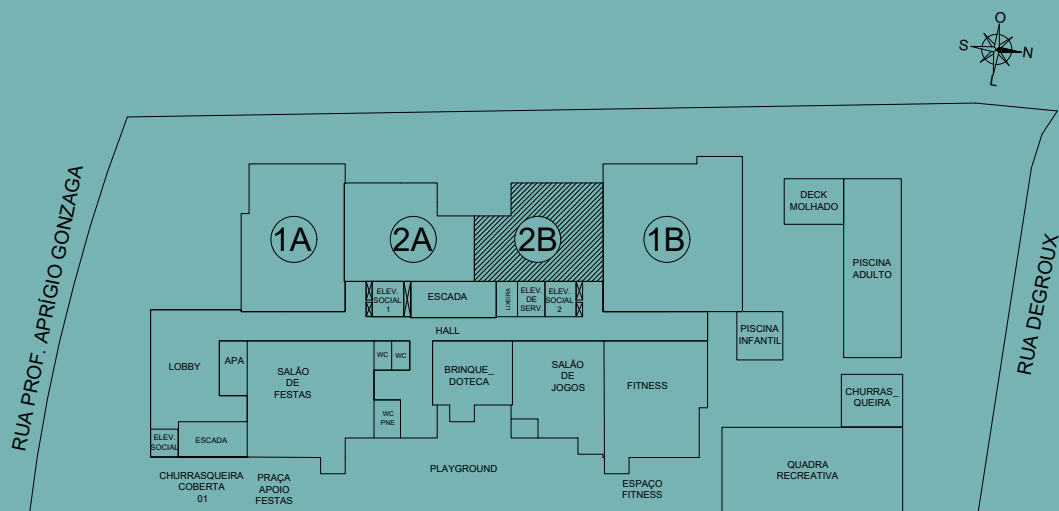 O
S
N
L
RUA PROF. APRÍGIO GONZAGA
RUA DEGROUX
1A
2A
2B
1B
DECK
MOLHADO
PISCINA
ADULTO
ELEV.
SOCIAL
1
ESCADA
LIXEIRA
ELEV.
DE
SERV.
ELEV.
SOCIAL
2
HALL
PISCINA
INFANTIL
LOBBY
APA
SALÃO
DE
FESTAS
WC
WC
WC
PNE
BRINQUE_
DOTECA
SALÃO
DE
JOGOS
FITNESS
CHURRAS_
QUEIRA
ELEV.
SOCIAL
ESCADA
CHURRASQUEIRA
COBERTA
01
PRAÇA
APOIO
FESTAS
PLAYGROUND
ESPAÇO
FITNESS
QUADRA
RECREATIVA